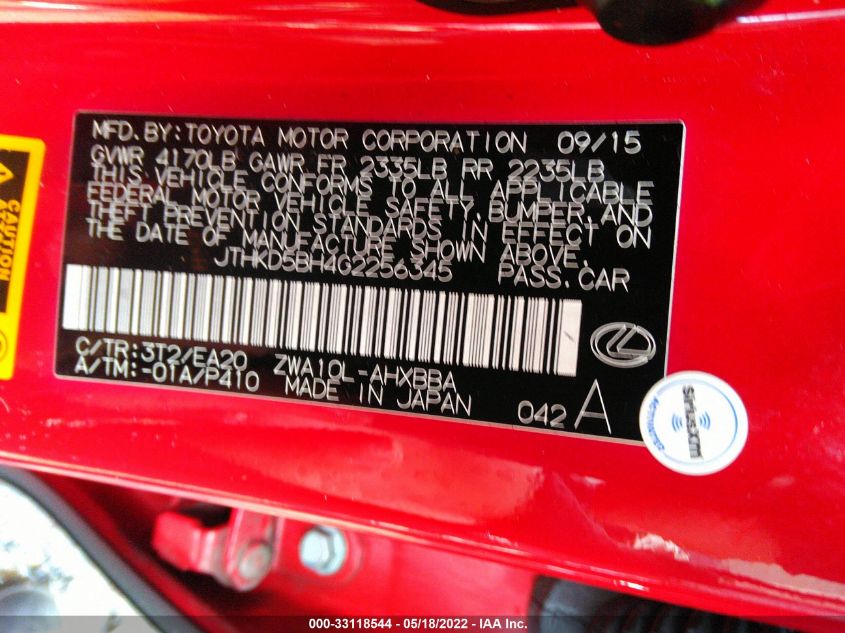 MFD. BY: TOYOTA MOTOR CORPORATION 09/15
GVWR 4170LB GAWR FR 2335LB RR 2235LB
THIS VEHICLE CONFORMS TO ALL APPLICABLE
FEDERAL MOTOR VEHICLE SAFETY, BUMPER, AND
THEFT PREVENTION STANDARDS IN EFFECT ON
THE DATE OF MANUFACTURE SHOWN ABOVE.
JTHKD5BH4G2256345 PASS. CAR
C/TR: 3T2/EA20 ZWA10L-AHXBBA
A/TM: -01A/P410 MADE IN JAPAN
042 A
CAUTION
SiriusXm
000-33118544 - 05/18/2022 - IAA Inc.